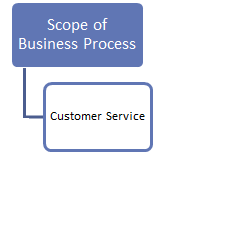 Scope of
Business Process
Customer Service